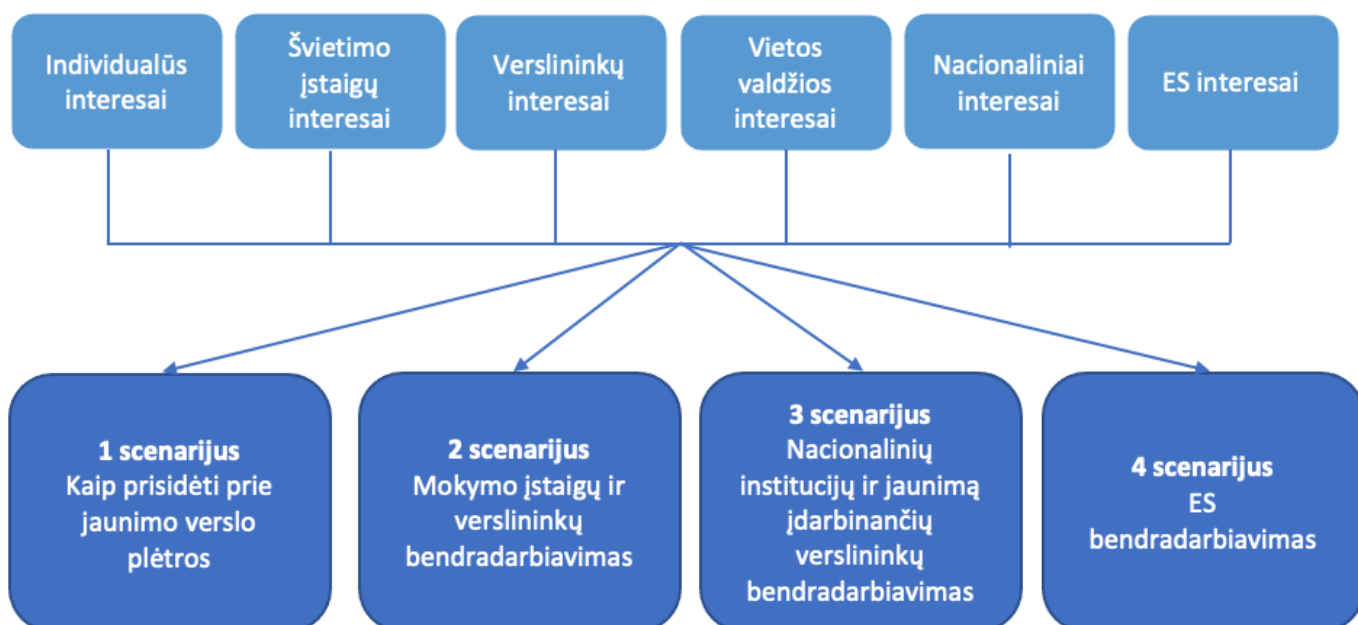 Individualūs
interesai
Švietimo
įstaigų
interesai
Verslininkų
interesai
Vietos
valdžios
interesai
Nacionaliniai
interesai
ES interesai
1 scenarijus
Kaip prisidėti prie
jaunimo verslo
plėtros
2 scenarijus
Mokymo įstaigų ir
verslininkų
bendradarbiavimas
3 scenarijus
Nacionalinių
institucijų ir jaunimą
įdarbinančių
verslininkų
bendradarbiavimas
4 scenarijus
ES
bendradarbiavimas